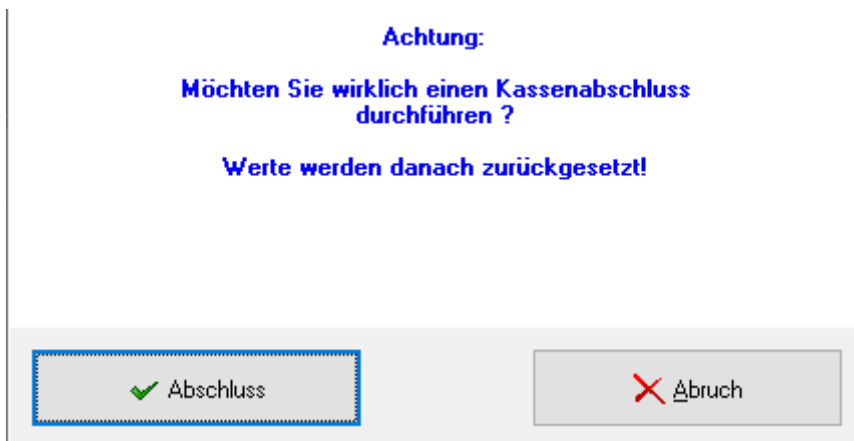 Achtung:
Möchten Sie wirklich einen Kassenabschluss
durchführen ?
Werte werden danach zurückgesetzt!
Abschluss
Abruch